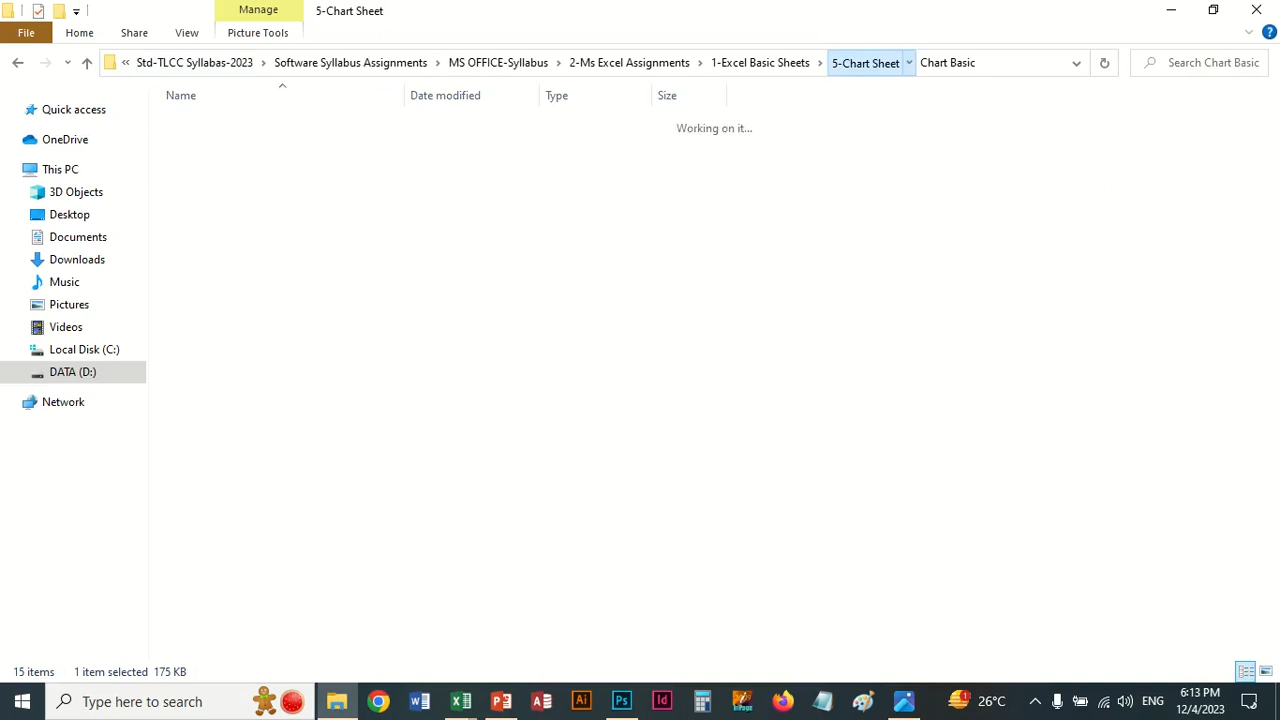 Manage
5-Chart Sheet
File
Home
Share
View
Picture Tools
Std-TLCC Syllabas-2023
Software Syllabus Assignments
MS OFFICE-Syllabus
2-Ms Excel Assignments
1-Excel Basic Sheets
5-Chart Sheet
Chart Basic
Search Chart Basic
Name
Date modified
Type
Size
Working on it...
Quick access
OneDrive
This PC
3D Objects
Desktop
Documents
Downloads
Music
Pictures
Videos
Local Disk (C:)
DATA (D:)
Network
15 items
1 item selected 175 KB
Type here to search
Ai
Ps
Id
26°C
ENG
6:13 PM
12/4/2023